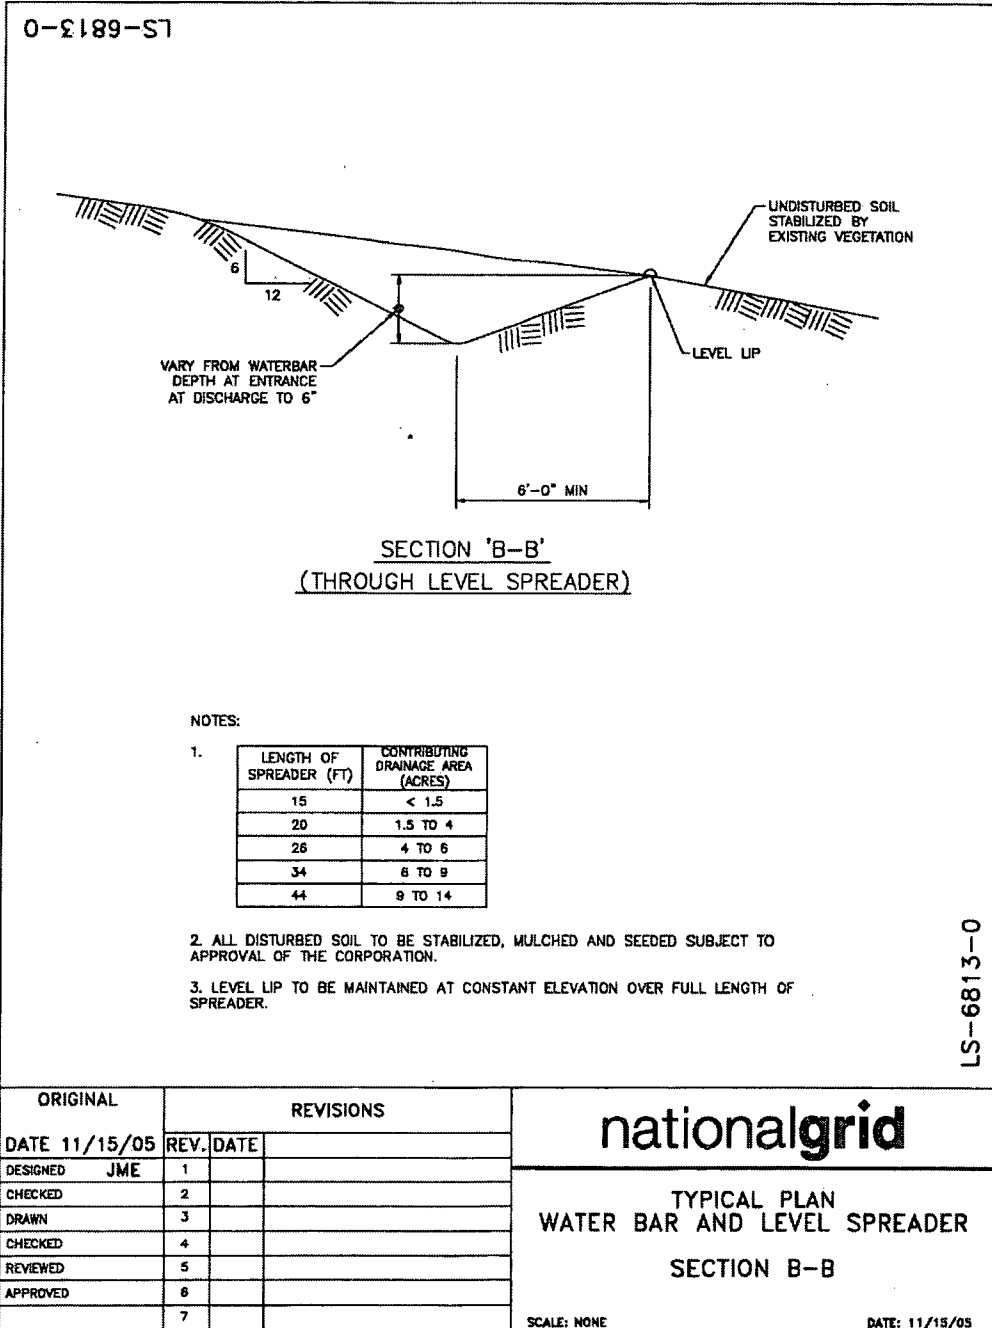 LS-6813-0
UNDISTURBED SOIL
STABILIZED BY
EXISTING VEGETATION
6
12
LEVEL LIP
VARY FROM WATERBAR
DEPTH AT ENTRANCE
AT DISCHARGE TO 6"
6'-0" MIN
SECTION 'B-B'
(THROUGH LEVEL SPREADER)
NOTES:
1.
LENGTH OF SPREADER (FT) CONTRIBUTING DRAINAGE AREA (ACRES)
15 < 1.5
20 1.5 TO 4
26 4 TO 6
34 6 TO 9
44 9 TO 14
2. ALL DISTURBED SOIL TO BE STABILIZED, MULCHED AND SEEDED SUBJECT TO
APPROVAL OF THE CORPORATION.
3. LEVEL LIP TO BE MAINTAINED AT CONSTANT ELEVATION OVER FULL LENGTH OF
SPREADER.
LS-6813-0
ORIGINAL
DATE 11/15/05
DESIGNED JME
CHECKED
DRAWN
CHECKED
REVIEWED
APPROVED
REVISIONS
REV. DATE
1
2
3
4
5
6
7
nationalgrid
TYPICAL PLAN
WATER BAR AND LEVEL SPREADER
SECTION B-B
SCALE: NONE DATE: 11/15/05